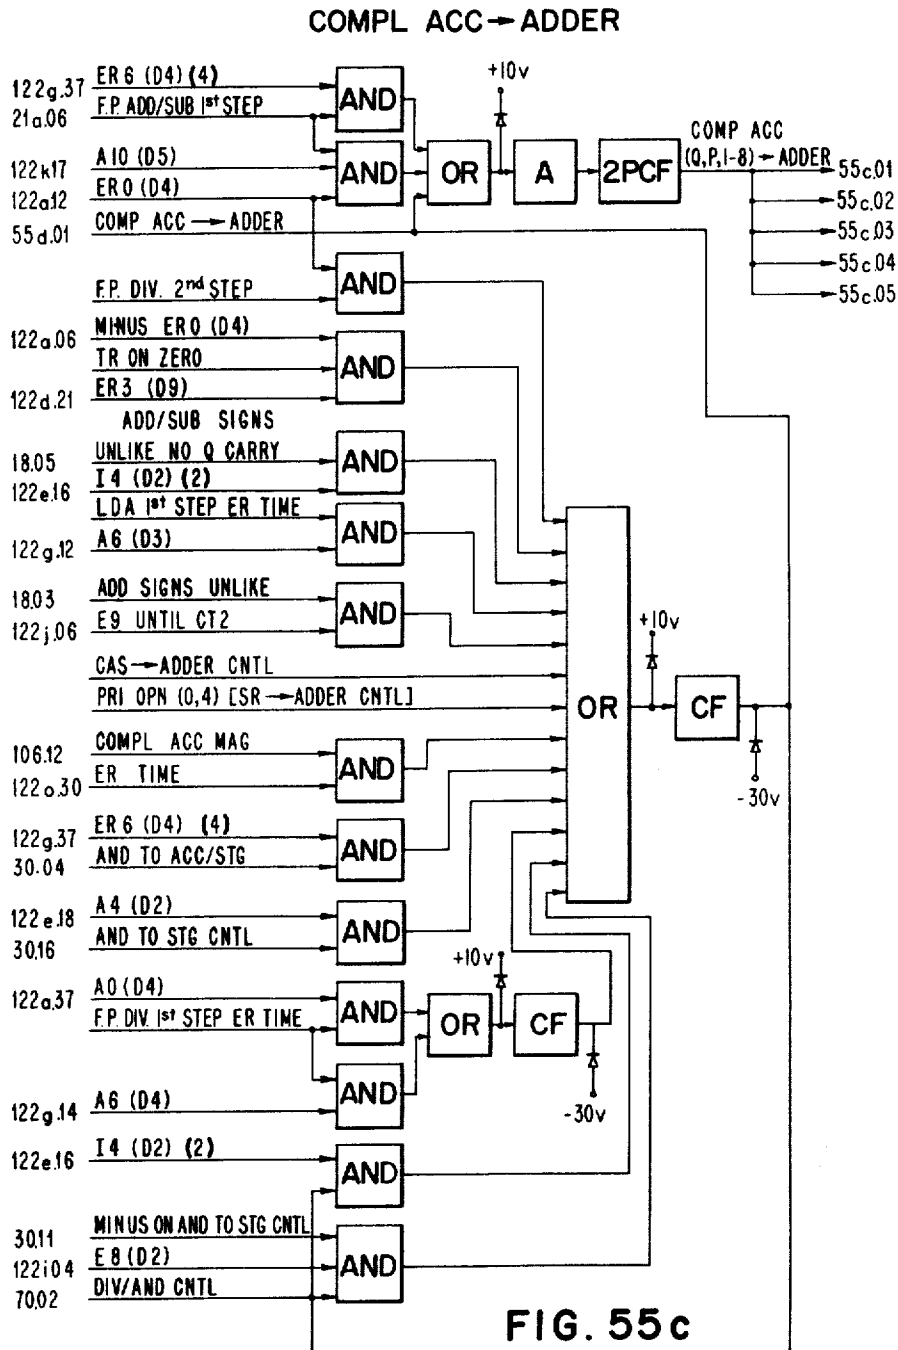 COMPL ACC→ADDER
122g.37 ER 6 (D4) (4)
21a.06 F.P. ADD/SUB 1st STEP
122k17 A10 (D5)
122a.12 ER0 (D4)
55d.01 COMP ACC → ADDER
AND
AND
OR
+10v
A
2PCF
COMP ACC
(Q,P,1-8)→ADDER
55c.01
55c.02
55c.03
55c.04
55c.05
F.P. DIV. 2nd STEP
AND
122a.06 MINUS ER0 (D4)
TR ON ZERO
122d.21 ER3 (D9)
AND
ADD/SUB SIGNS
18.05 UNLIKE NO Q CARRY
122e.16 I4 (D2) (2)
AND
LDA 1st STEP ER TIME
122g.12 A6 (D3)
AND
18.03 ADD SIGNS UNLIKE
122j.06 E9 UNTIL CT2
AND
CAS→ADDER CNTL
PRI OPN (0,4) [SR→ADDER CNTL]
OR
+10v
CF
-30v
106.12 COMPL ACC MAG
122o.30 ER TIME
AND
122g.37 ER 6 (D4) (4)
30.04 AND TO ACC/STG
AND
122e.18 A4 (D2)
30.16 AND TO STG CNTL
AND
122a.37 A0 (D4)
F.P. DIV. 1st STEP ER TIME
AND
OR
+10v
CF
-30v
AND
122g.14 A6 (D4)
122e.16 I4 (D2) (2)
AND
30.11 MINUS ON AND TO STG CNTL
122i04 E8 (D2)
70.02 DIV/AND CNTL
AND
FIG. 55c